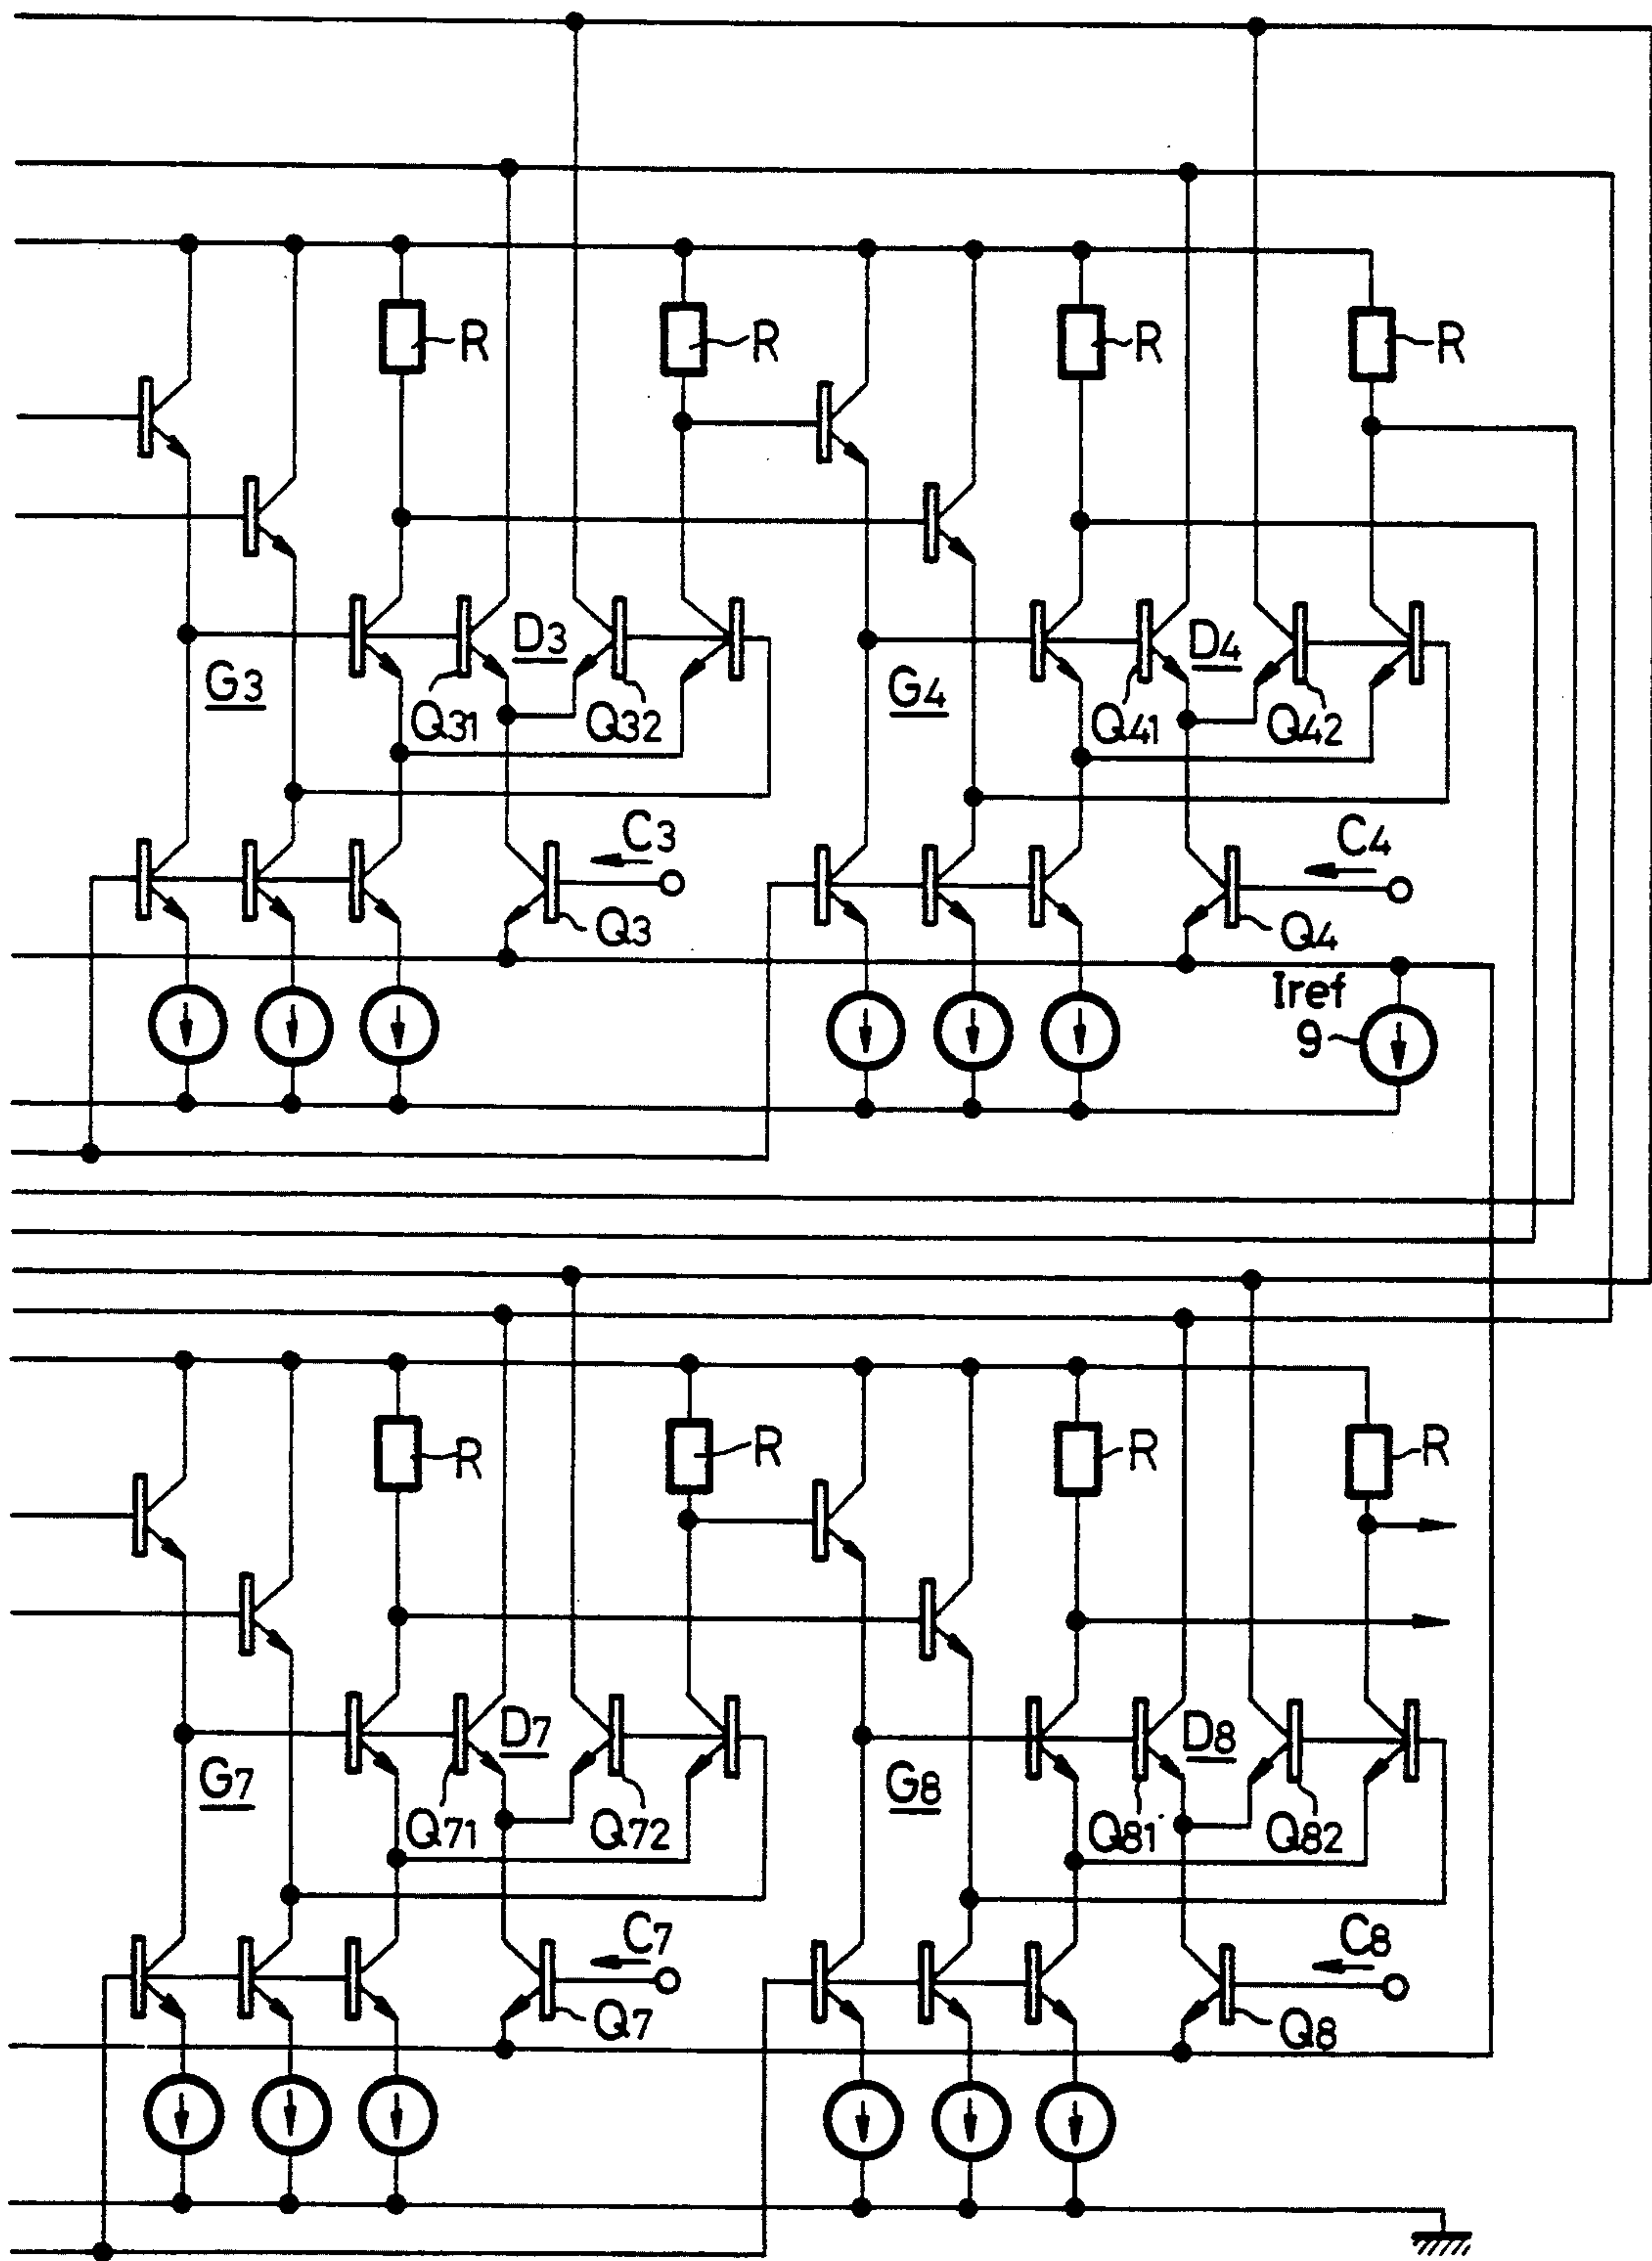 R R R R
D3 D4
G3 G4
Q31 Q32 Q41 Q42
C3 C4
Q3 Q4
Iref
9
R R R R
D7 D8
G7 G8
Q71 Q72 Q81 Q82
C7 C8
Q7 Q8